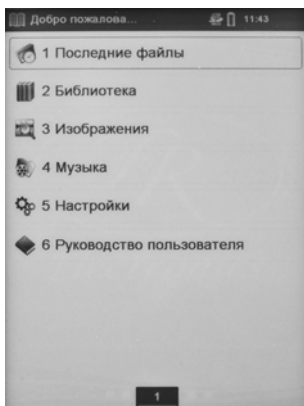 Добро пожалова... 11:43
1 Последние файлы
2 Библиотека
3 Изображения
4 Музыка
5 Настройки
6 Руководство пользователя
1